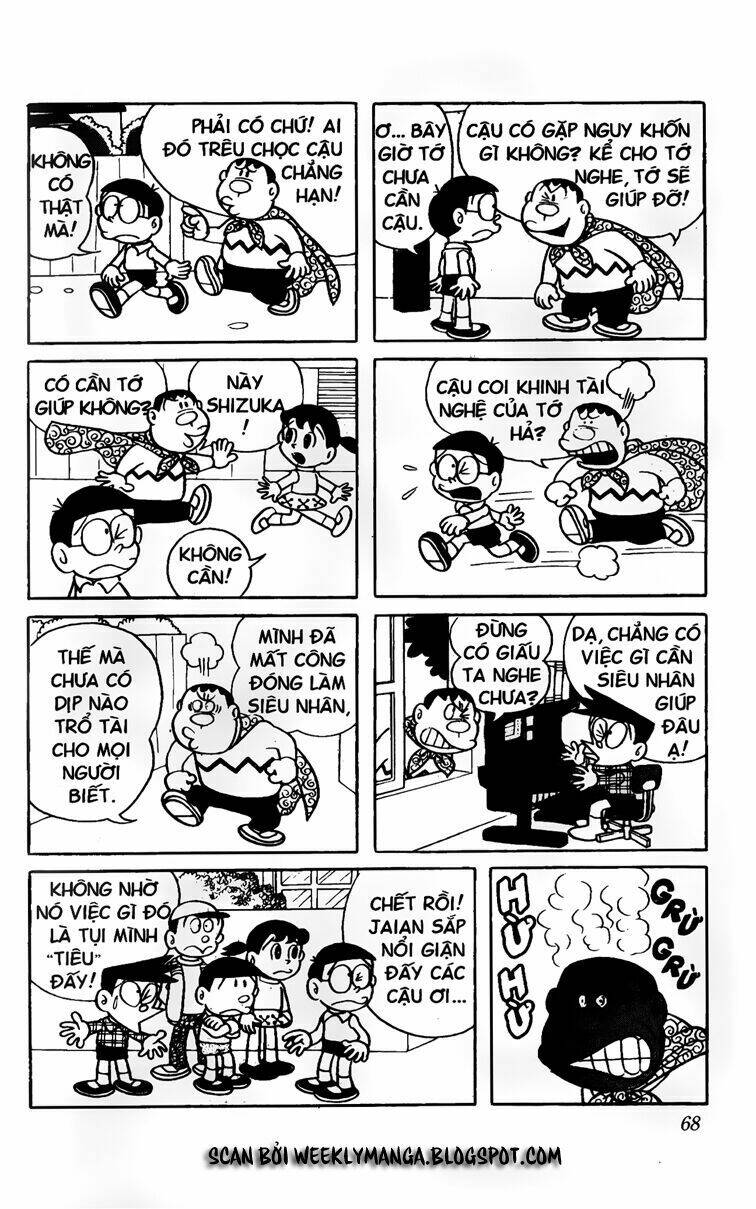 CẬU CÓ GẶP NGUY KHỐN
GÌ KHÔNG? KỂ CHO TỚ
NGHE, TỚ SẼ
GIÚP ĐỠ!
Ơ... BÂY
GIỜ TỚ
CHƯA
CẦN
CẬU.
PHẢI CÓ CHỨ! AI
ĐÓ TRÊU CHỌC CẬU
CHẲNG
HẠN!
KHÔNG
CÓ
THẬT
MÀ!
CẬU COI KHINH TÀI
NGHỆ CỦA TỚ
HẢ?
NÀY
SHIZUKA
!
CÓ CẦN TỚ
GIÚP KHÔNG?
KHÔNG
CẦN!
DẠ, CHẲNG CÓ
VIỆC GÌ CẦN
SIÊU NHÂN
GIÚP
ĐÂU
Ạ!
ĐỪNG
CÓ GIẤU
TA NGHE
CHƯA?
MÌNH ĐÃ
MẤT CÔNG
ĐÓNG LÀM
SIÊU NHÂN,
THẾ MÀ
CHƯA CÓ
DỊP NÀO
TRỔ TÀI
CHO MỌI
NGƯỜI
BIẾT.
GRỪ
GRỪ
HỪ
HỪ
CHẾT RỒI!
JAIAN SẮP
NỔI GIẬN
ĐẤY CÁC
CẬU ƠI...
KHÔNG NHỜ
NÓ VIỆC GÌ ĐÓ
LÀ TỤI MÌNH
“TIÊU”
ĐẤY!
68
SCAN BỞI WEEKLYMANGA.BLOGSPOT.COM